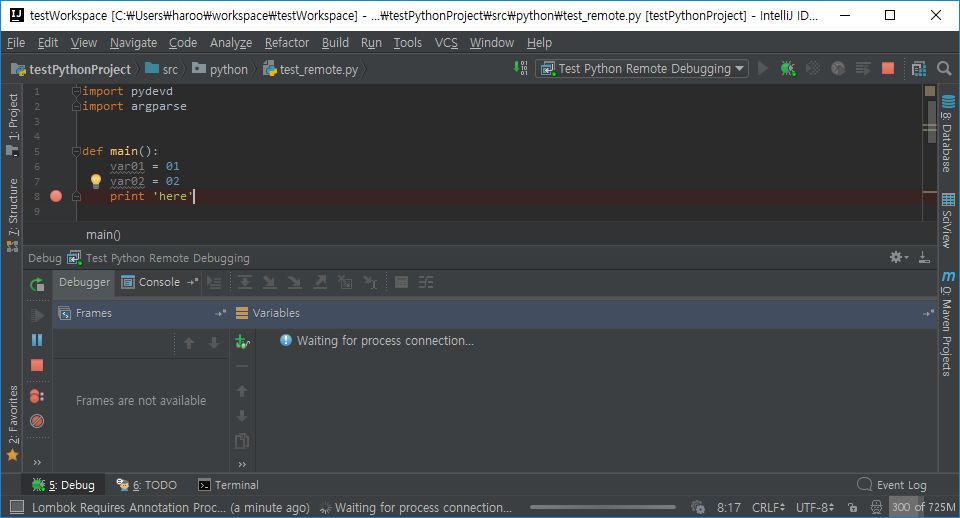 testWorkspace [C:₩Users₩haroo₩workspace₩testWorkspace] - ...₩testPythonProject₩src₩python₩test_remote.py [testPythonProject] - IntelliJ ID...
File Edit View Navigate Code Analyze Refactor Build Run Tools VCS Window Help
testPythonProject src python test_remote.py Test Python Remote Debugging
1 import pydevd
2 import argparse
3
4
5 def main():
6 var01 = 01
7 var02 = 02
8 print 'here'
9
main()
1: Project
7: Structure
2: Favorites
8: Database
SciView
m Q: Maven Projects
Debug Test Python Remote Debugging
Debugger Console
Frames Variables
Waiting for process connection...
Frames are not available
5: Debug 6: TODO Terminal Event Log
Lombok Requires Annotation Proc... (a minute ago) Waiting for process connection... 8:17 CRLF UTF-8 300 of 725M